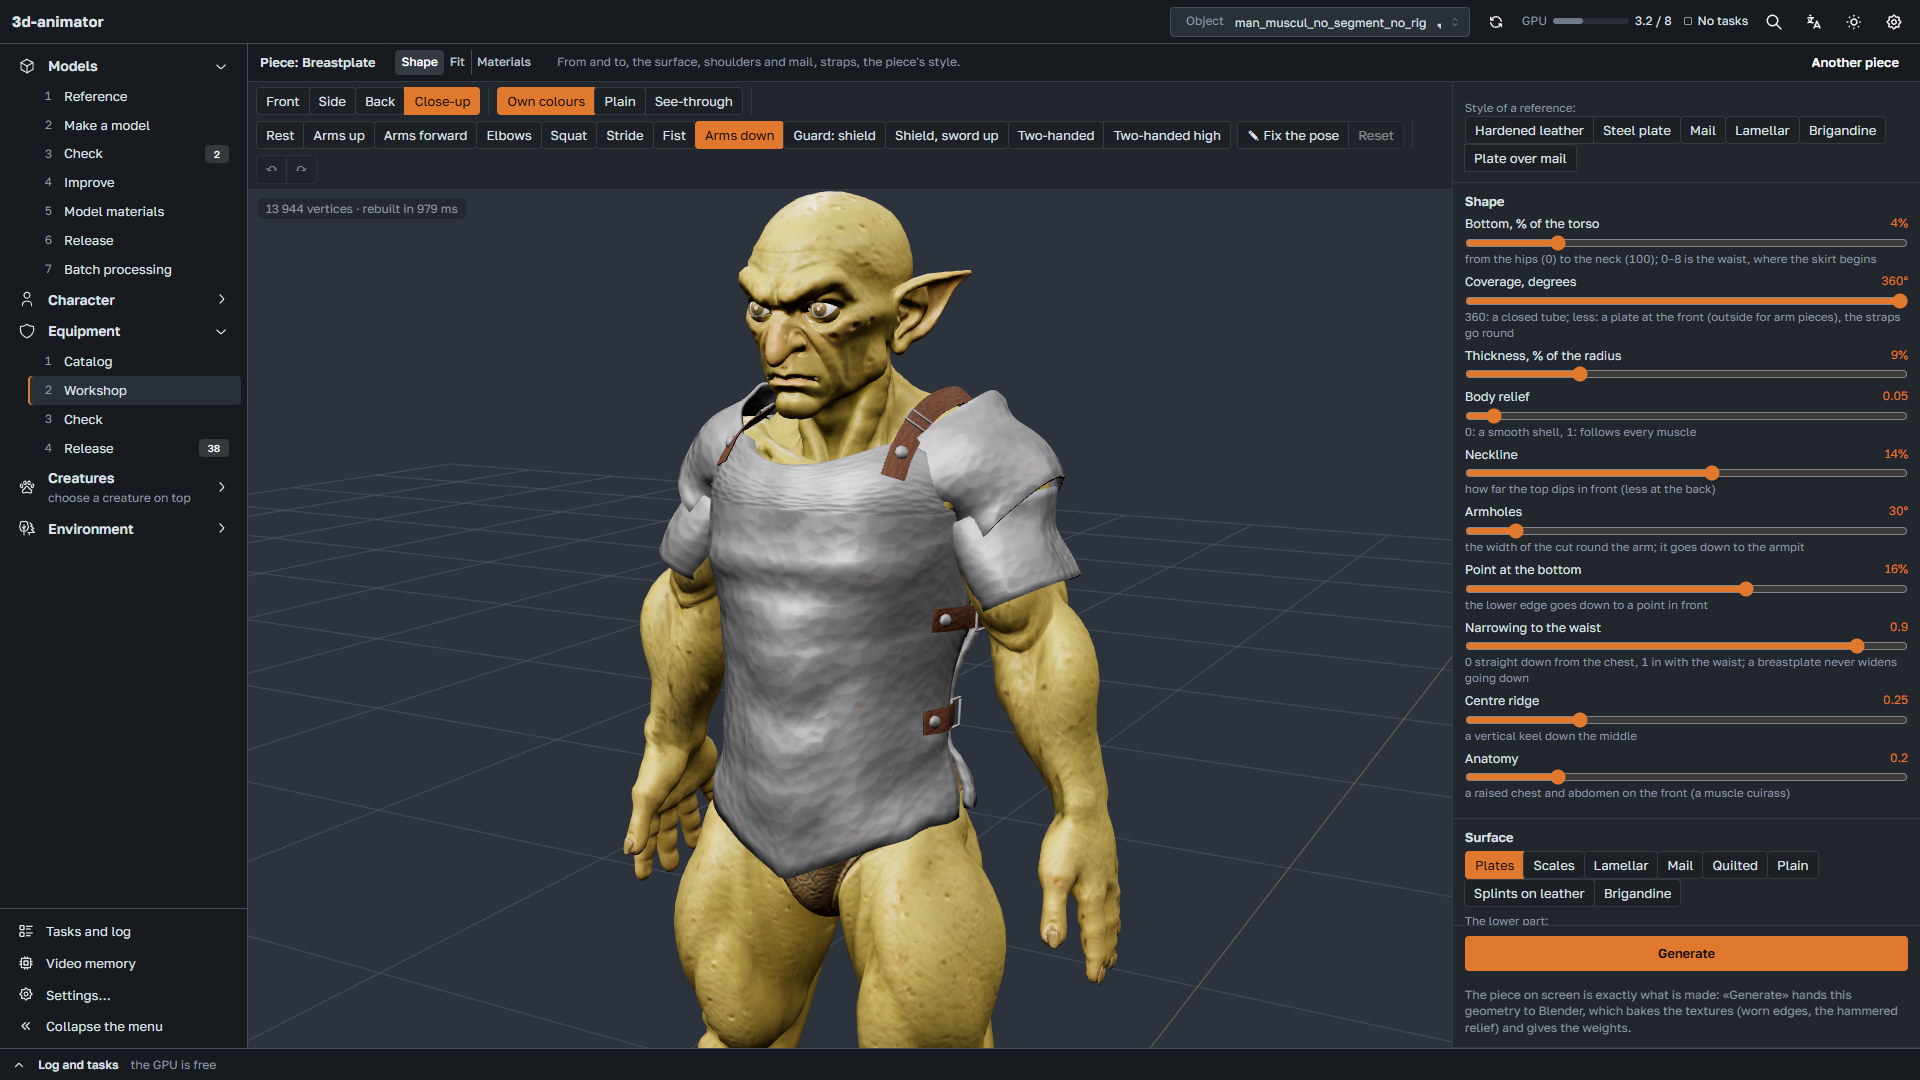 3d-animator
Object man_muscul_no_segment_no_rig
GPU 3.2 / 8 No tasks
Models
1 Reference
2 Make a model
3 Check 2
4 Improve
5 Model materials
6 Release
7 Batch processing
Character
Equipment
1 Catalog
2 Workshop
3 Check
4 Release 38
Creatures
choose a creature on top
Environment
Tasks and log
Video memory
Settings...
Collapse the menu
Piece: Breastplate Shape Fit Materials From and to, the surface, shoulders and mail, straps, the piece's style. Another piece
Front Side Back Close-up Own colours Plain See-through
Rest Arms up Arms forward Elbows Squat Stride Fist Arms down Guard: shield Shield, sword up Two-handed Two-handed high Fix the pose Reset
13 944 vertices · rebuilt in 979 ms
Style of a reference:
Hardened leather Steel plate Mail Lamellar Brigandine
Plate over mail
Shape
Bottom, % of the torso 4%
from the hips (0) to the neck (100); 0–8 is the waist, where the skirt begins
Coverage, degrees 360°
360: a closed tube; less: a plate at the front (outside for arm pieces), the straps
go round
Thickness, % of the radius 9%
Body relief 0.05
0: a smooth shell, 1: follows every muscle
Neckline 14%
how far the top dips in front (less at the back)
Armholes 30°
the width of the cut round the arm; it goes down to the armpit
Point at the bottom 16%
the lower edge goes down to a point in front
Narrowing to the waist 0.9
0 straight down from the chest, 1 in with the waist; a breastplate never widens
going down
Centre ridge 0.25
a vertical keel down the middle
Anatomy 0.2
a raised chest and abdomen on the front (a muscle cuirass)
Surface
Plates Scales Lamellar Mail Quilted Plain
Splints on leather Brigandine
The lower part:
Generate
The piece on screen is exactly what is made: «Generate» hands this
geometry to Blender, which bakes the textures (worn edges, the hammered
relief) and gives the weights.
Log and tasks the GPU is free